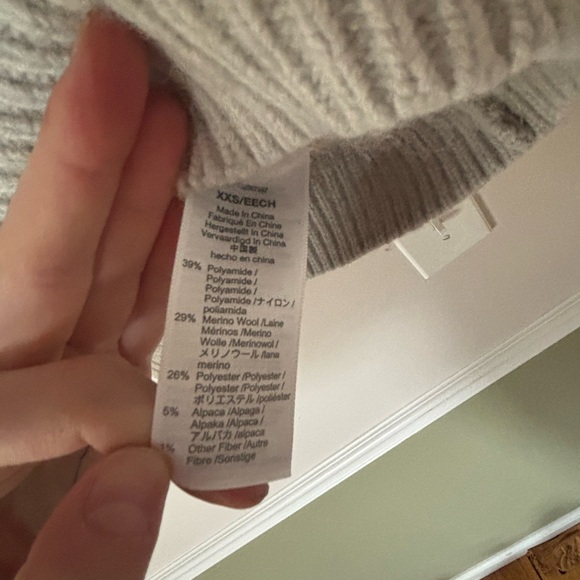 XXS/EECH
Made In China
Fabriqué En China
Hergestellt In China
Vervaardigd In China
中国製
hecho en china
39% Polyamide /
Polyamide /
Polyamide /
Polyamide /ナイロン/
poliamida
29% Merino Wool /Laine
Mérinos /Merino
Wolle /Merinowol /
メリノウール /lana
merino
26% Polyester /Polyester /
Polyester /Polyester /
ポリエステル /poliéster
5% Alpaca /Alpaga /
Alpaka /Alpaca /
アルパカ /alpaca
1% Other Fiber /Autre
Fibre /Sonstige